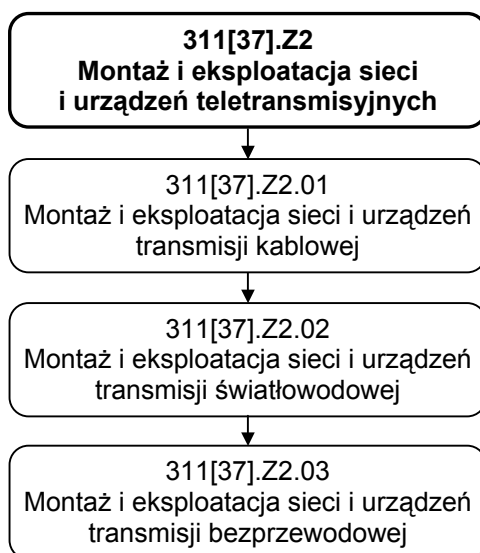 311[37].Z2
Montaż i eksploatacja sieci
i urządzeń teletransmisyjnych
311[37].Z2.01
Montaż i eksploatacja sieci i urządzeń
transmisji kablowej
311[37].Z2.02
Montaż i eksploatacja sieci i urządzeń
transmisji światłowodowej
311[37].Z2.03
Montaż i eksploatacja sieci i urządzeń
transmisji bezprzewodowej